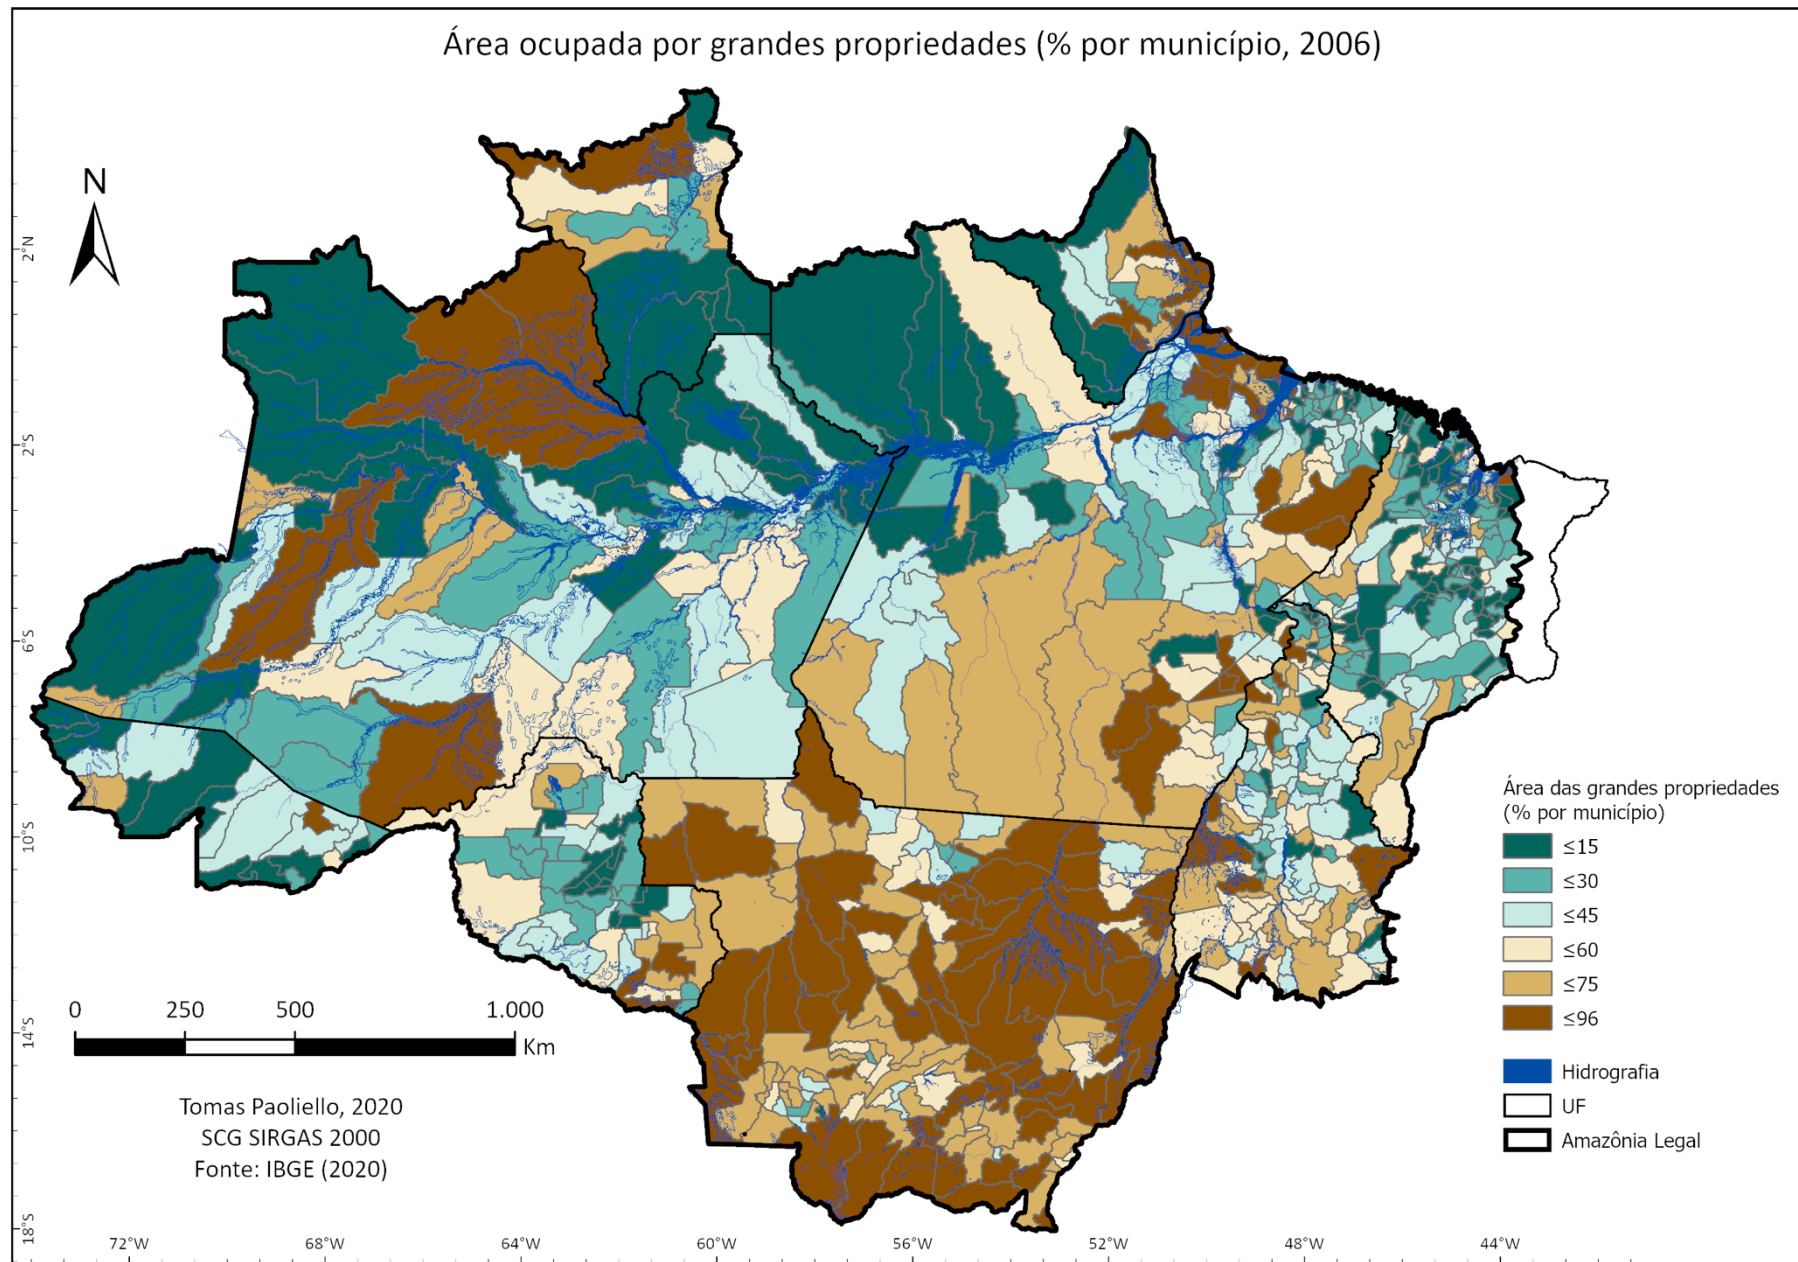 Área ocupada por grandes propriedades (% por município, 2006)
N
2°N
2°S
6°S
10°S
14°S
18°S
0 250 500 1.000
Km
Tomas Paoliello, 2020
SCG SIRGAS 2000
Fonte: IBGE (2020)
Área das grandes propriedades
(% por município)
≤15
≤30
≤45
≤60
≤75
≤96
Hidrografia
UF
Amazônia Legal
72°W 68°W 64°W 60°W 56°W 52°W 48°W 44°W